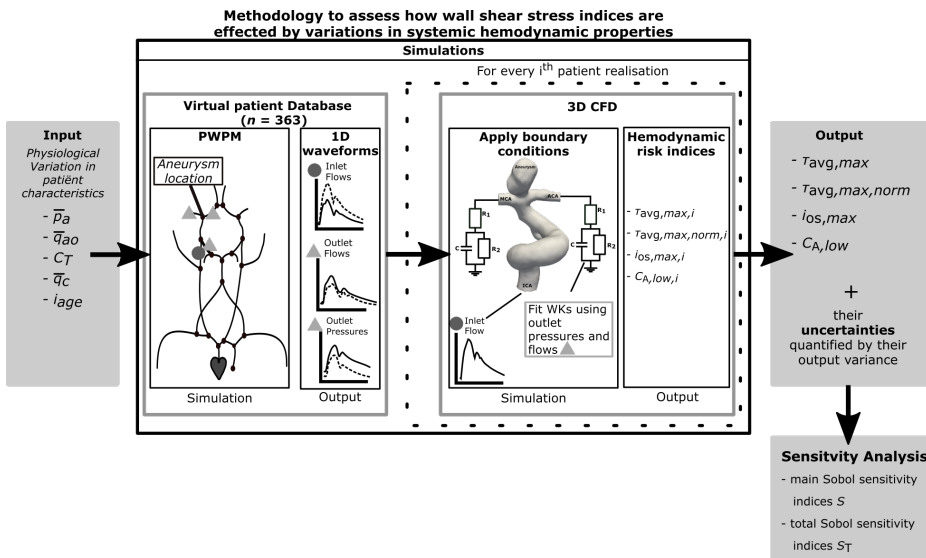 Methodology to assess how wall shear stress indices are
effected by variations in systemic hemodynamic properties
Simulations
For every ith patient realisation
Input
Physiological
Variation in
patiënt
characteristics
- p̅a
- q̅ao
- CT
- q̅c
- iage
Virtual patient Database
(n = 363)
PWPM
Aneurysm
location
Simulation
1D
waveforms
Inlet
Flows
Outlet
Flows
Outlet
Pressures
Output
3D CFD
Apply boundary
conditions
Aneurysm
MCA
ACA
ICA
R1
C
R2
R1
C
R2
Inlet
Flow
Fit WKs using
outlet
pressures and
flows
Simulation
Hemodynamic
risk indices
- τavg,max,i
- τavg,max,norm,i
- ios,max,i
- CA,low,i
Output
Output
- τavg,max
- τavg,max,norm
- ios,max
- CA,low
+
their
uncertainties
quantified by their
output variance
Sensitvity Analysis
- main Sobol sensitivity
indices S
- total Sobol sensitivity
indices ST